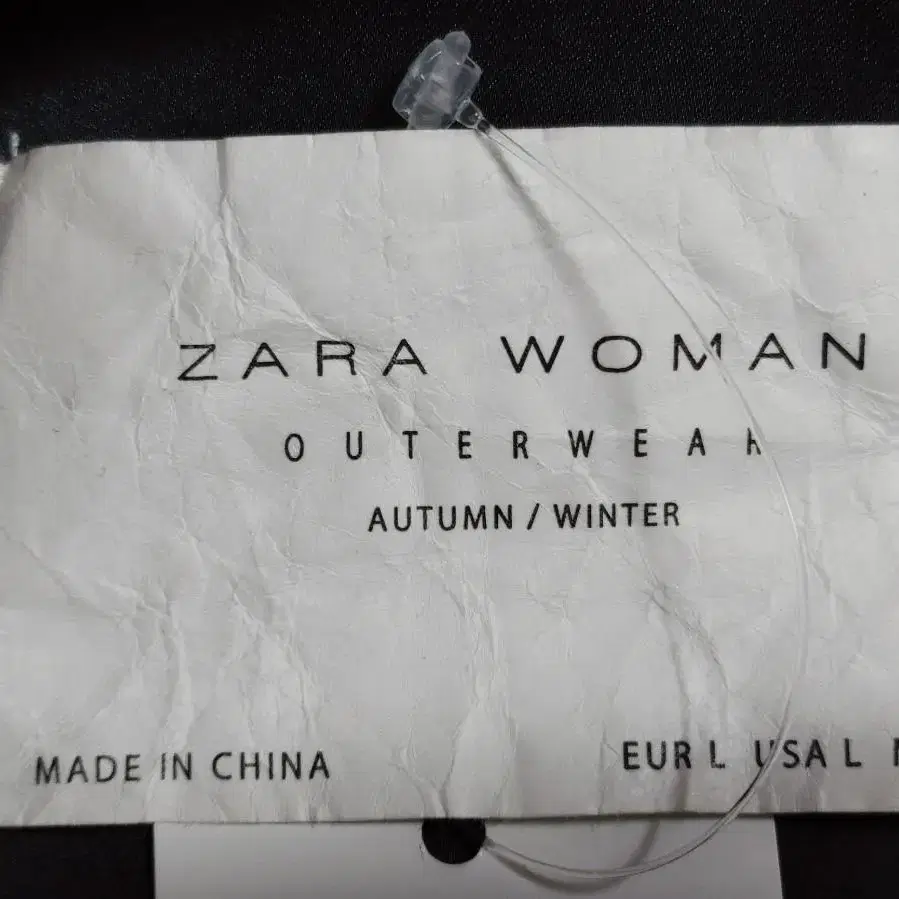 ZARA WOMAN
OUTERWEAR
AUTUMN / WINTER
MADE IN CHINA
EUR L USA L